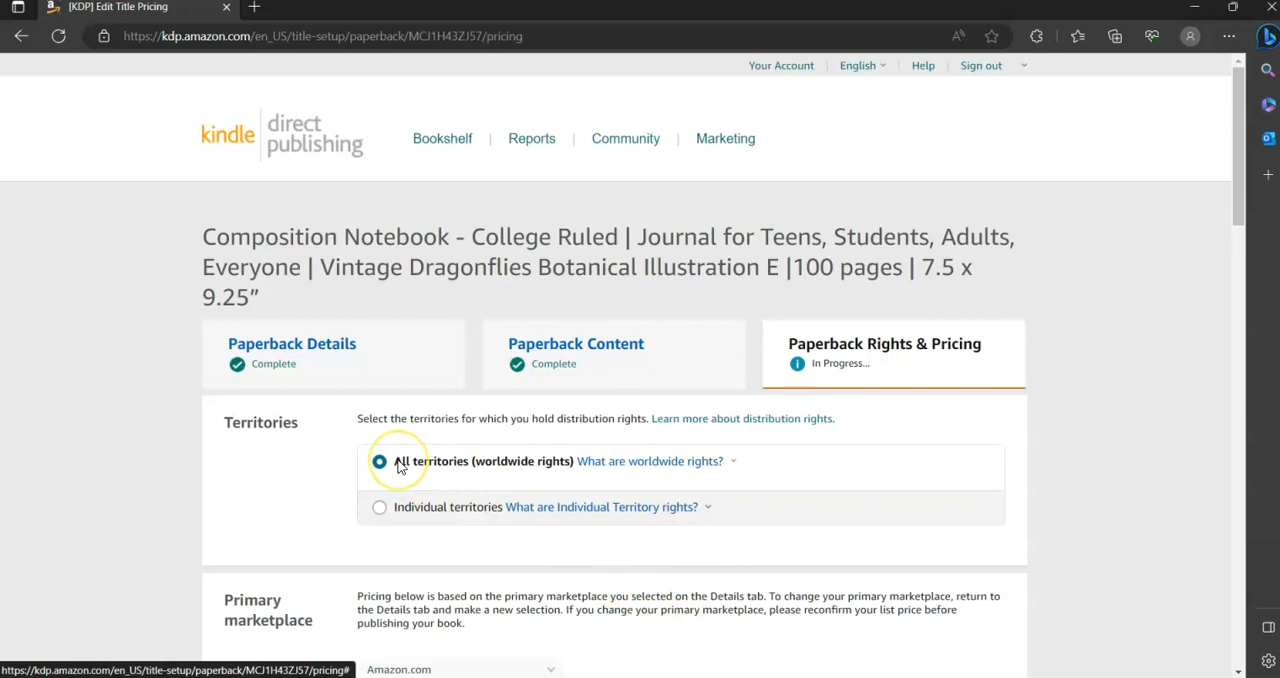 [KDP] Edit Title Pricing
https://kdp.amazon.com/en_US/title-setup/paperback/MCJ1H43ZJ57/pricing
Your Account English Help Sign out
kindle direct publishing
Bookshelf Reports Community Marketing
Composition Notebook - College Ruled | Journal for Teens, Students, Adults,
Everyone | Vintage Dragonflies Botanical Illustration E |100 pages | 7.5 x
9.25”
Paperback Details
Complete
Paperback Content
Complete
Paperback Rights & Pricing
In Progress...
Territories
Select the territories for which you hold distribution rights. Learn more about distribution rights.
All territories (worldwide rights) What are worldwide rights?
Individual territories What are Individual Territory rights?
Primary
marketplace
Pricing below is based on the primary marketplace you selected on the Details tab. To change your primary marketplace, return to
the Details tab and make a new selection. If you change your primary marketplace, please reconfirm your list price before
publishing your book.
Amazon.com
https://kdp.amazon.com/en_US/title-setup/paperback/MCJ1H43ZJ57/pricing#